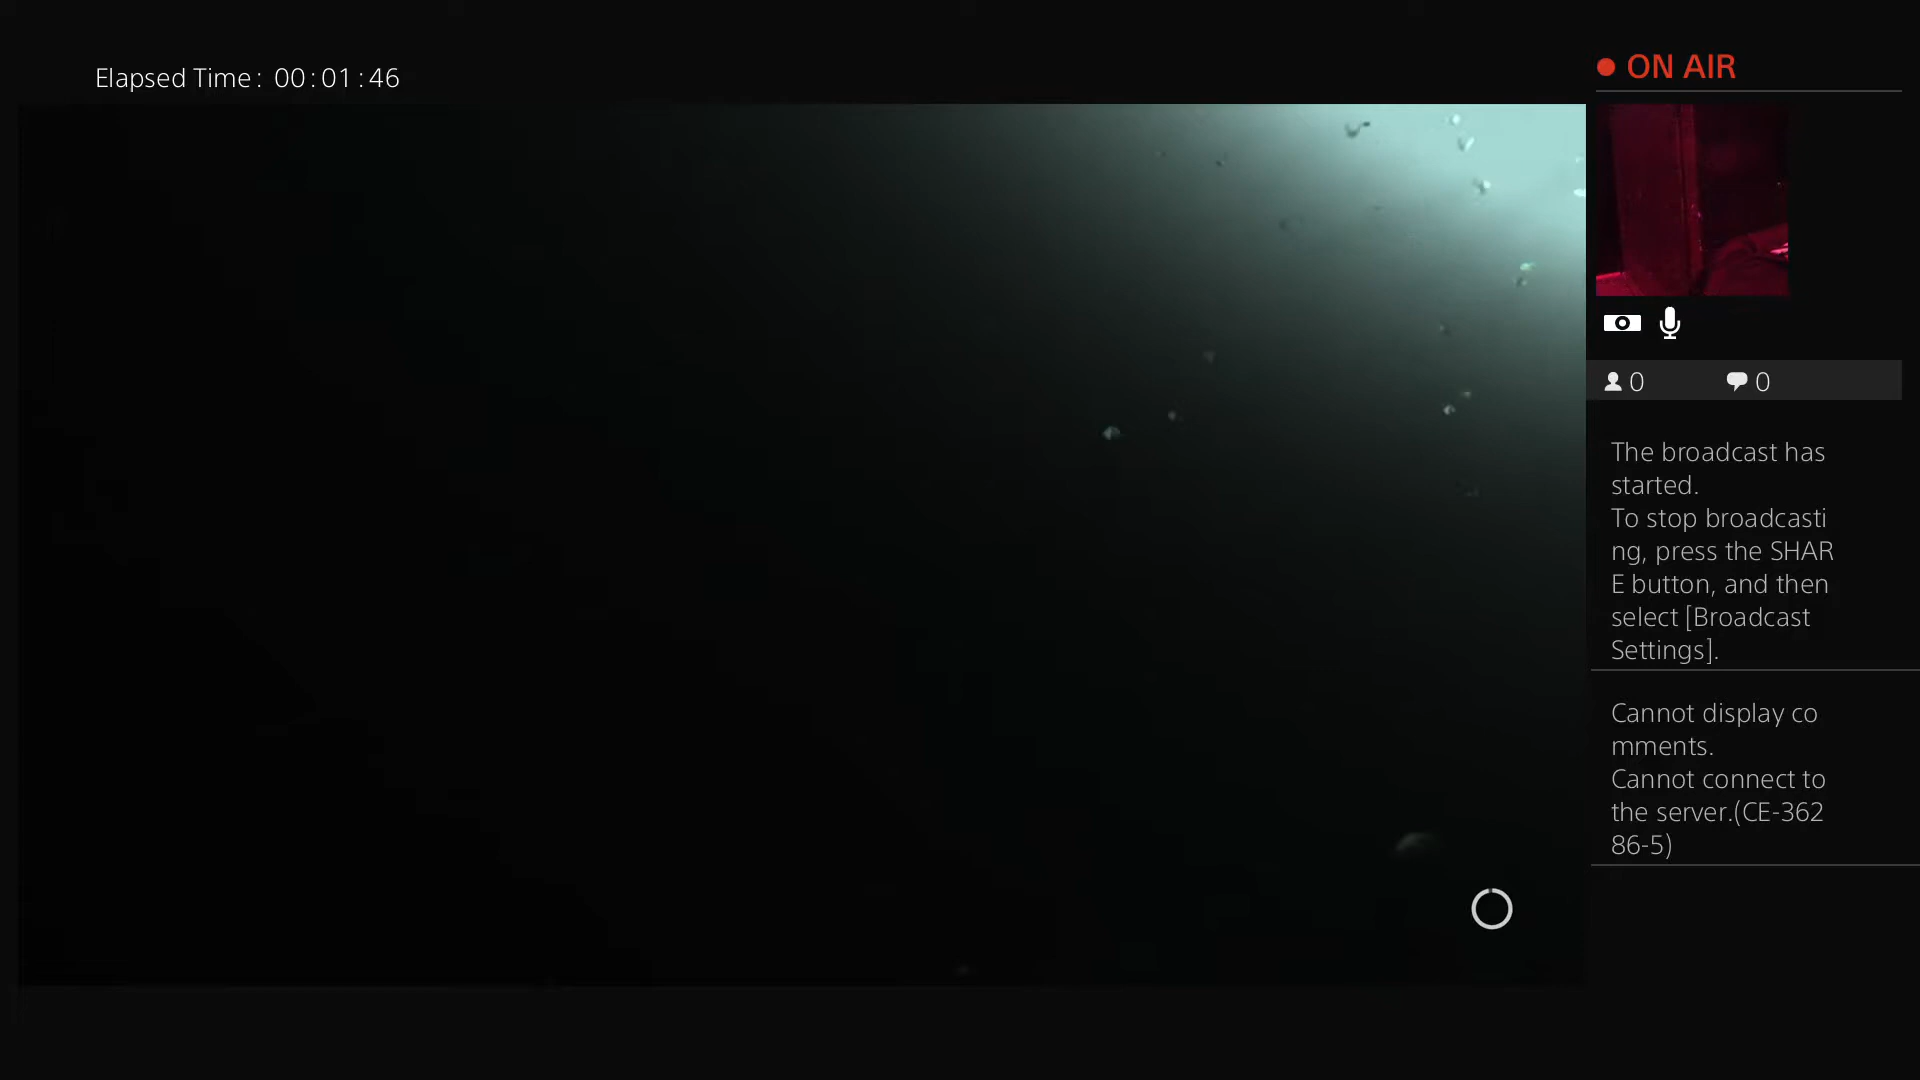 Elapsed Time: 00:01:46
ON AIR
0 0
The broadcast has
started.
To stop broadcasti
ng, press the SHAR
E button, and then
select [Broadcast
Settings].
Cannot display co
mments.
Cannot connect to
the server.(CE-362
86-5)